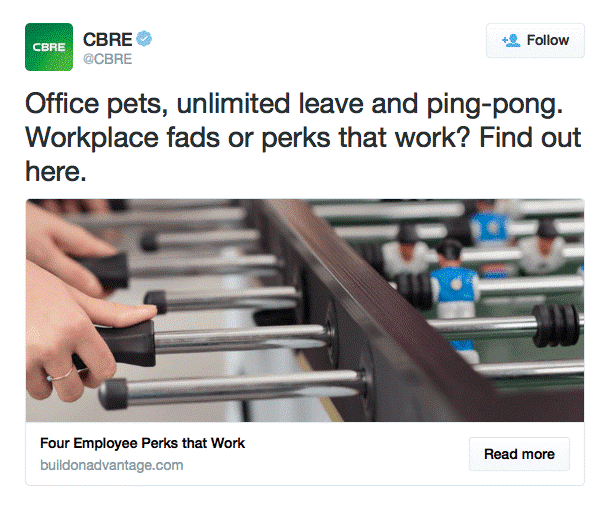 CBRE
CBRE
@CBRE
Follow
Office pets, unlimited leave and ping-pong.
Workplace fads or perks that work? Find out
here.
Four Employee Perks that Work
buildonadvantage.com
Read more